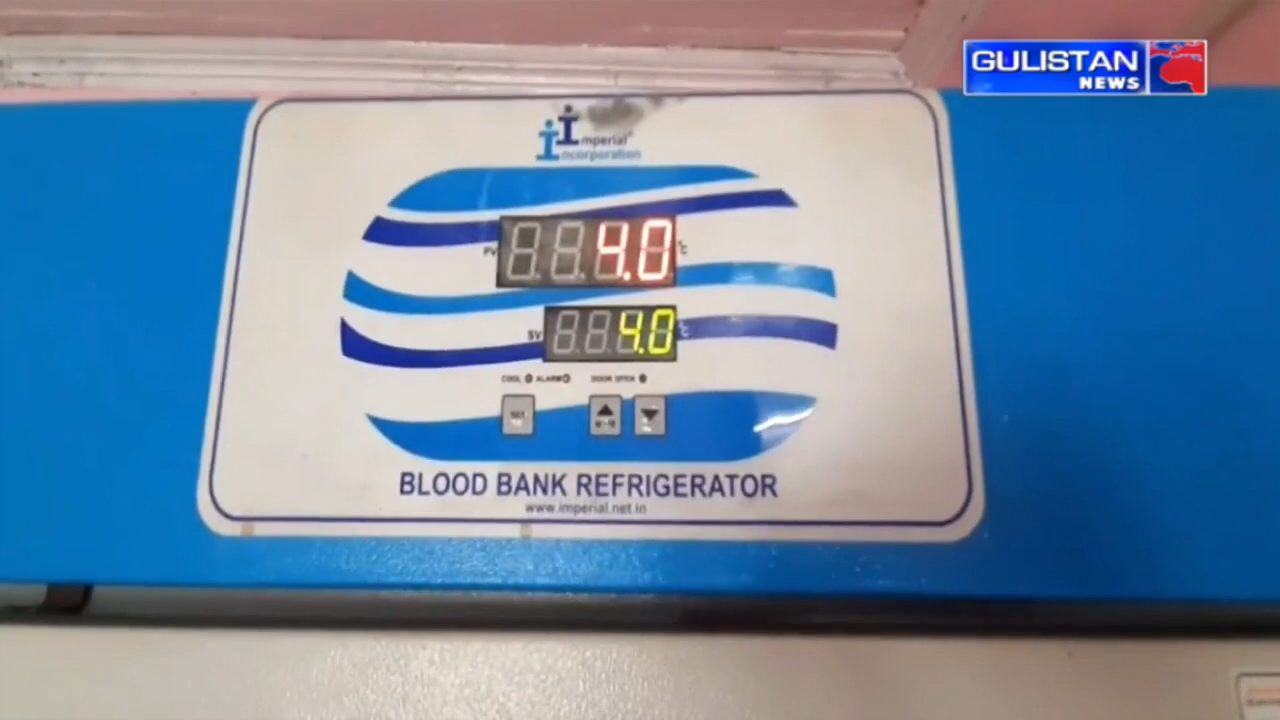 GULISTAN
NEWS
Imperial
Incorporation
PV 4.0 °C
SV 4.0 °C
COOL ALARM DOOR OPEN
SET
BLOOD BANK REFRIGERATOR
www.imperial.net.in